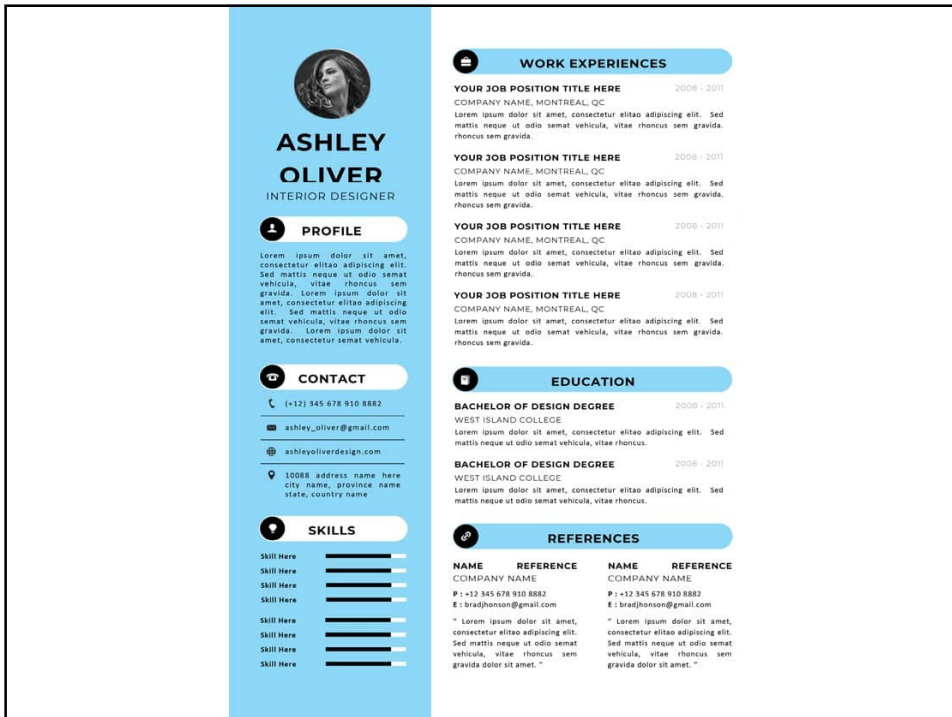 ASHLEY
OLIVER
INTERIOR DESIGNER
PROFILE
Lorem ipsum dolor sit amet,
consectetur elitao adipiscing elit.
Sed mattis neque ut odio semat
vehicula, vitae rhoncus sem
gravida. Lorem ipsum dolor sit
amet, consectetur elitao adipiscing
elit. Sed mattis neque ut odio
semat vehicula, vitae rhoncus sem
gravida. Lorem ipsum dolor sit
amet, consectetur semat vehicula.
CONTACT
(+12) 345 678 910 8882
ashley_oliver@gmail.com
ashleyoliverdesign.com
10088 address name here
city name, province name
state, country name
SKILLS
Skill Here
Skill Here
Skill Here
Skill Here
Skill Here
Skill Here
Skill Here
Skill Here
WORK EXPERIENCES
YOUR JOB POSITION TITLE HERE 2008 - 2011
COMPANY NAME, MONTREAL, QC
Lorem ipsum dolor sit amet, consectetur elitao adipiscing elit. Sed
mattis neque ut odio semat vehicula, vitae rhoncus sem gravida.
rhoncus sem gravida.
YOUR JOB POSITION TITLE HERE 2008 - 2011
COMPANY NAME, MONTREAL, QC
Lorem ipsum dolor sit amet, consectetur elitao adipiscing elit. Sed
mattis neque ut odio semat vehicula, vitae rhoncus sem gravida.
rhoncus sem gravida.
YOUR JOB POSITION TITLE HERE 2008 - 2011
COMPANY NAME, MONTREAL, QC
Lorem ipsum dolor sit amet, consectetur elitao adipiscing elit. Sed
mattis neque ut odio semat vehicula, vitae rhoncus sem gravida.
rhoncus sem gravida.
YOUR JOB POSITION TITLE HERE 2008 - 2011
COMPANY NAME, MONTREAL, QC
Lorem ipsum dolor sit amet, consectetur elitao adipiscing elit. Sed
mattis neque ut odio semat vehicula, vitae rhoncus sem gravida.
rhoncus sem gravida.
EDUCATION
BACHELOR OF DESIGN DEGREE 2008 - 2011
WEST ISLAND COLLEGE
Lorem ipsum dolor sit amet, consectetur elitao adipiscing elit. Sed
mattis neque ut odio semat vehicula, vitae rhoncus.
BACHELOR OF DESIGN DEGREE 2008 - 2011
WEST ISLAND COLLEGE
Lorem ipsum dolor sit amet, consectetur elitao adipiscing elit. Sed
mattis neque ut odio semat vehicula, vitae rhoncus.
REFERENCES
NAME REFERENCE
COMPANY NAME
P : +12 345 678 910 8882
E : bradjhonson@gmail.com
" Lorem ipsum dolor sit amet,
consectetur elitao adipiscing elit.
Sed mattis neque ut odio semat
vehicula, vitae rhoncus sem
gravida dolor sit amet. "
NAME REFERENCE
COMPANY NAME
P : +12 345 678 910 8882
E : bradjhonson@gmail.com
" Lorem ipsum dolor sit amet,
consectetur elitao adipiscing elit.
Sed mattis neque ut odio semat
vehicula, vitae rhoncus sem
gravida dolor sit amet. "